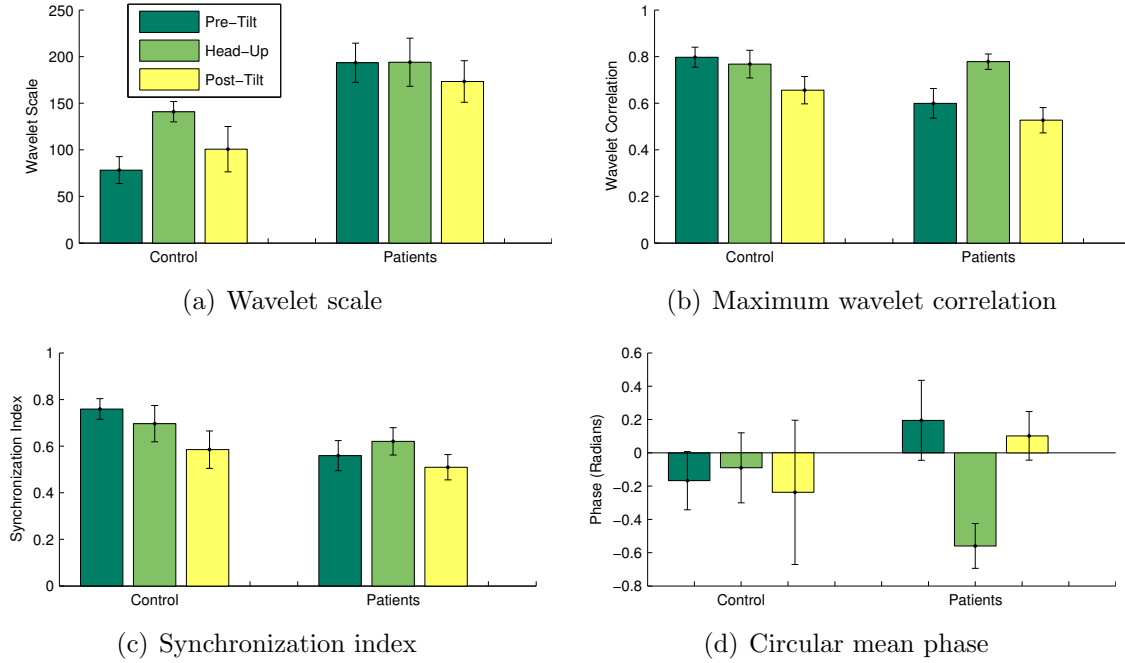 250
200
150
100
50
0
Wavelet Scale
Pre−Tilt
Head−Up
Post−Tilt
Control
Patients
(a) Wavelet scale
1
0.8
0.6
0.4
0.2
0
Wavelet Correlation
Control
Patients
(b) Maximum wavelet correlation
1
0.8
0.6
0.4
0.2
0
Synchronization Index
Control
Patients
(c) Synchronization index
0.6
0.4
0.2
0
−0.2
−0.4
−0.6
−0.8
Phase (Radians)
Control
Patients
(d) Circular mean phase